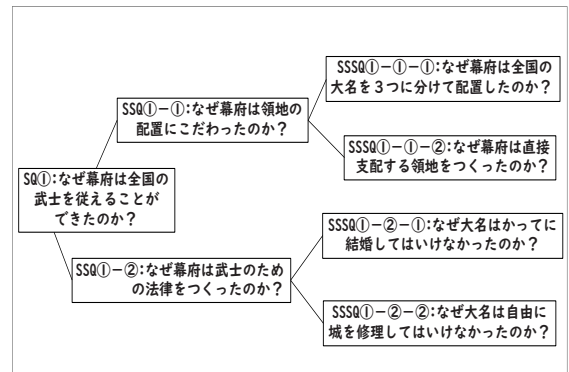 SQ①:なぜ幕府は全国の
武士を従えることが
できたのか？
SSQ①－①:なぜ幕府は領地の
配置にこだわったのか？
SSSQ①－①－①:なぜ幕府は全国の
大名を３つに分けて配置したのか？
SSSQ①－①－②:なぜ幕府は直接
支配する領地をつくったのか？
SSQ①－②:なぜ幕府は武士のため
の法律をつくったのか？
SSSQ①－②－①:なぜ大名はかってに
結婚してはいけなかったのか？
SSSQ①－②－②:なぜ大名は自由に
城を修理してはいけなかったのか？